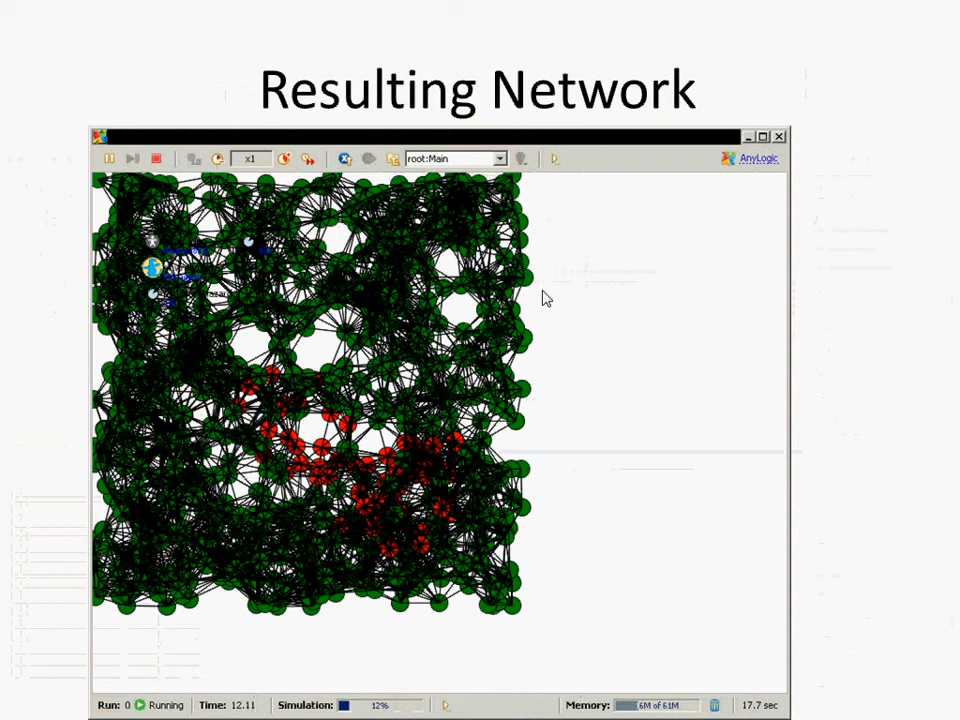 Resulting Network
x1 root:Main AnyLogic
Run: 0 Running Time: 12.11 Simulation: 12% Memory: 6M of 61M 17.7 sec